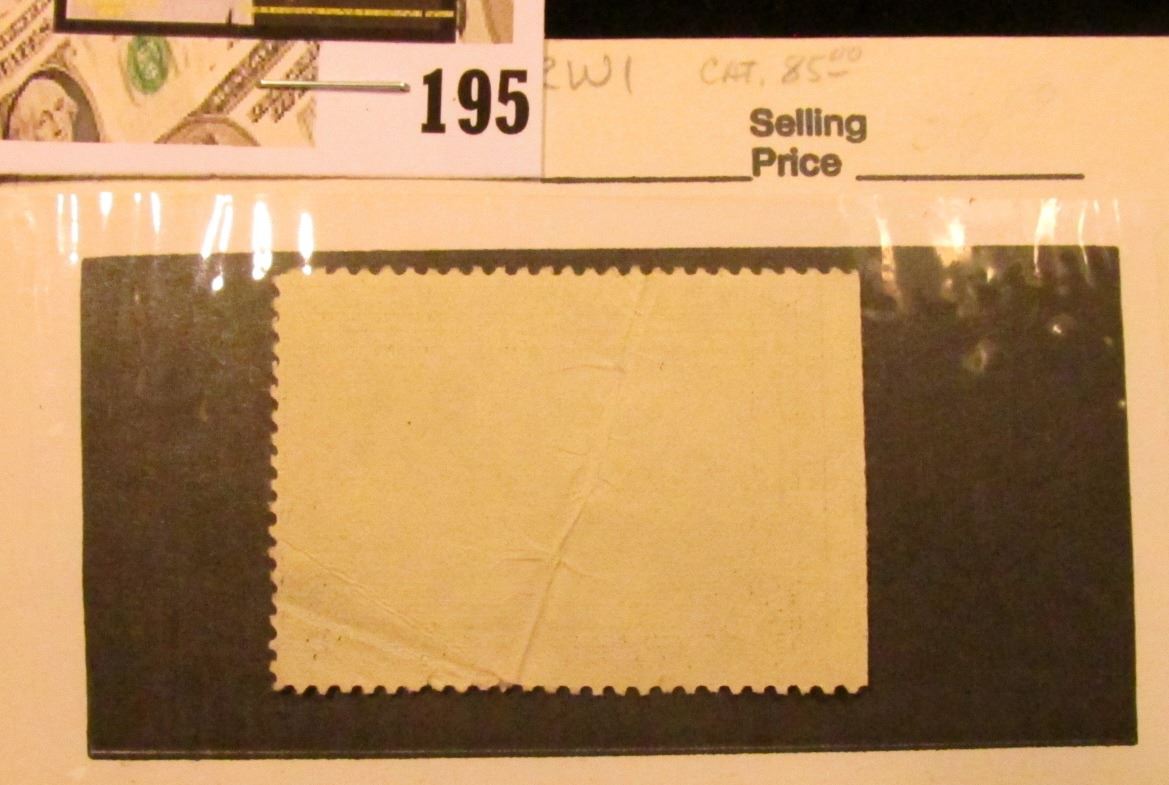 195
RW1 CAT. 85.00
Selling
Price